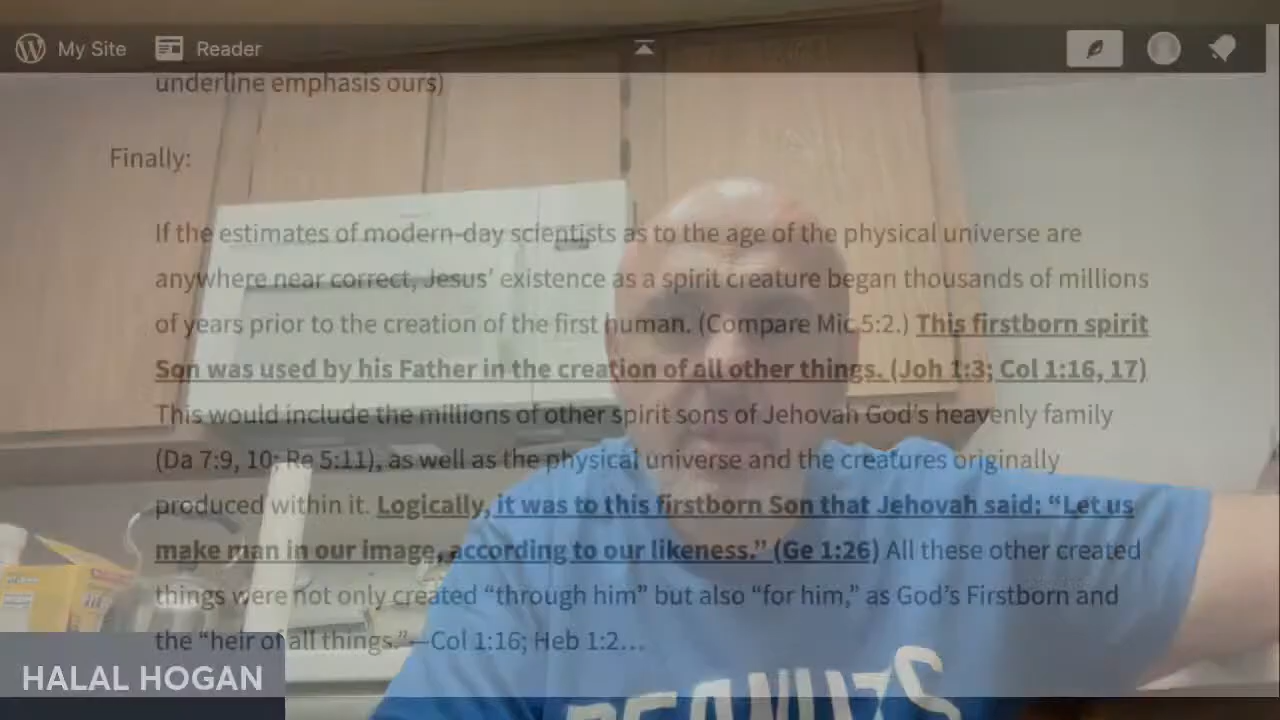 My Site
Reader
underline emphasis ours)
Finally:
If the estimates of modern-day scientists as to the age of the physical universe are
anywhere near correct, Jesus’ existence as a spirit creature began thousands of millions
of years prior to the creation of the first human. (Compare Mic 5:2.) This firstborn spirit
Son was used by his Father in the creation of all other things. (Joh 1:3; Col 1:16, 17)
This would include the millions of other spirit sons of Jehovah God’s heavenly family
(Da 7:9, 10; Re 5:11), as well as the physical universe and the creatures originally
produced within it. Logically, it was to this firstborn Son that Jehovah said: “Let us
make man in our image, according to our likeness.” (Ge 1:26) All these other created
things were not only created “through him” but also “for him,” as God’s Firstborn and
the “heir of all things.”—Col 1:16; Heb 1:2…
HALAL HOGAN
PEANUTS